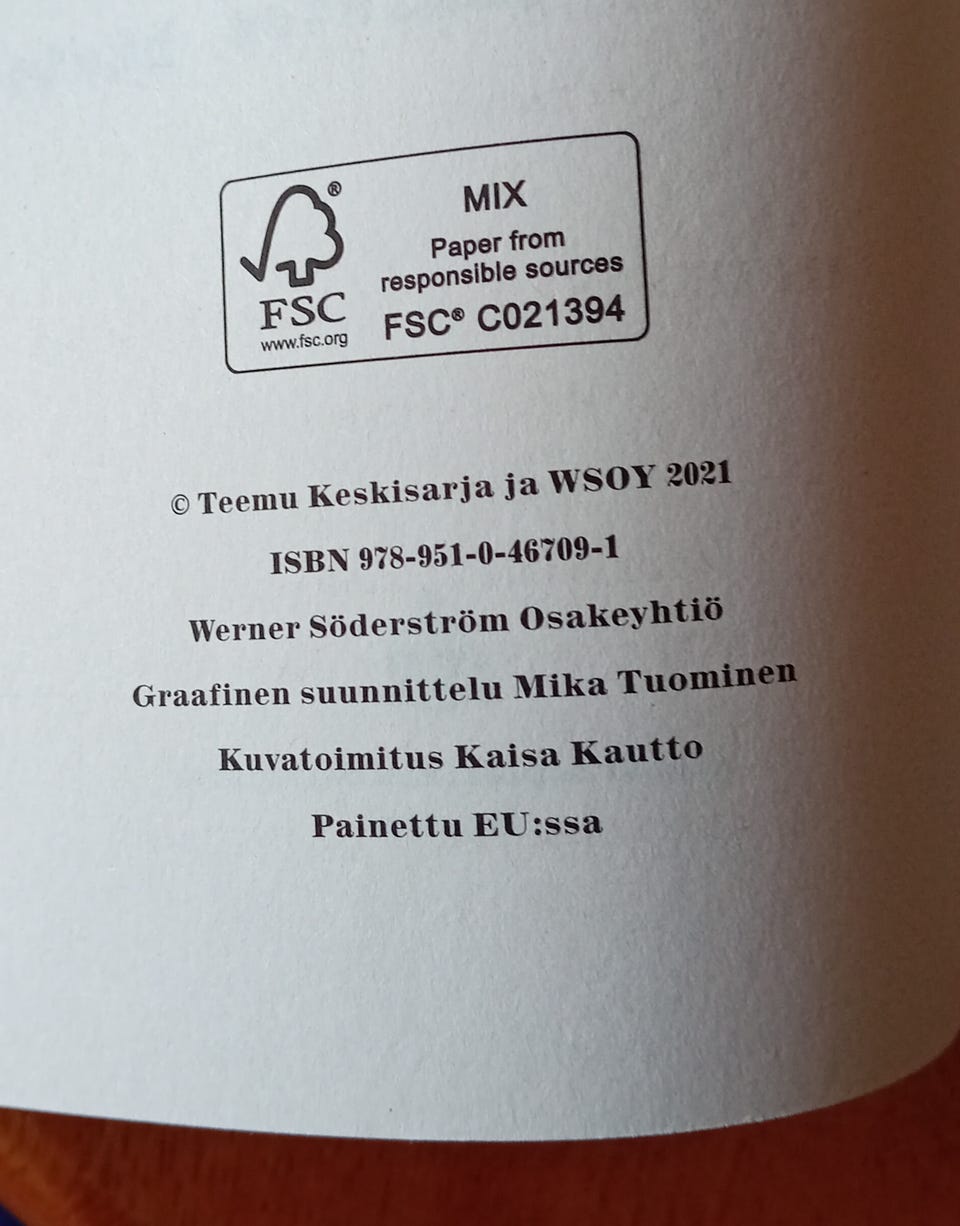 ®
FSC
www.fsc.org
MIX
Paper from
responsible sources
FSC® C021394
© Teemu Keskisarja ja WSOY 2021
ISBN 978-951-0-46709-1
Werner Söderström Osakeyhtiö
Graafinen suunnittelu Mika Tuominen
Kuvatoimitus Kaisa Kautto
Painettu EU:ssa